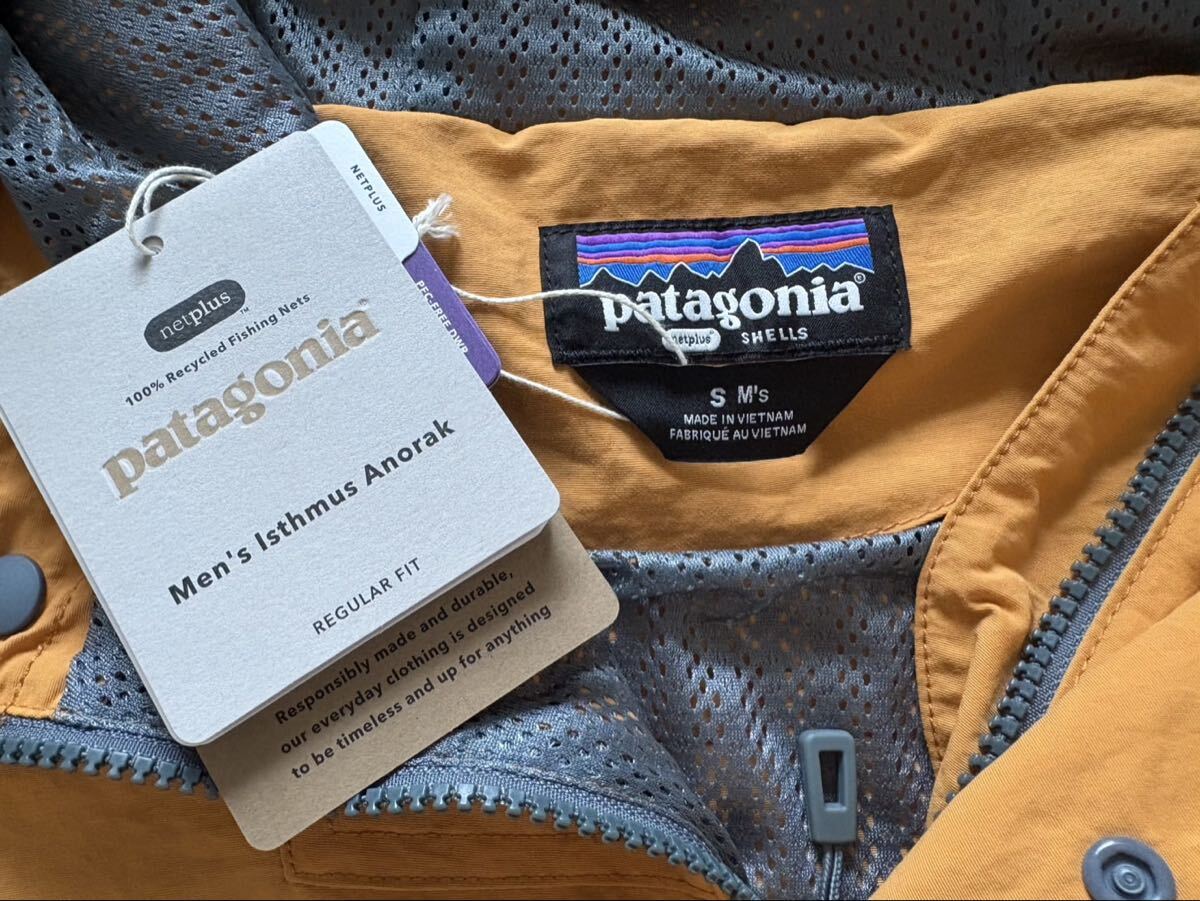 NETPLUS
PFC-FREE DWR
netplus™
100% Recycled Fishing Nets
patagonia®
Men's Isthmus Anorak
REGULAR FIT
Responsibly made and durable,
our everyday clothing is designed
to be timeless and up for anything
patagonia®
netplus® SHELLS
S M's
MADE IN VIETNAM
FABRIQUÉ AU VIETNAM